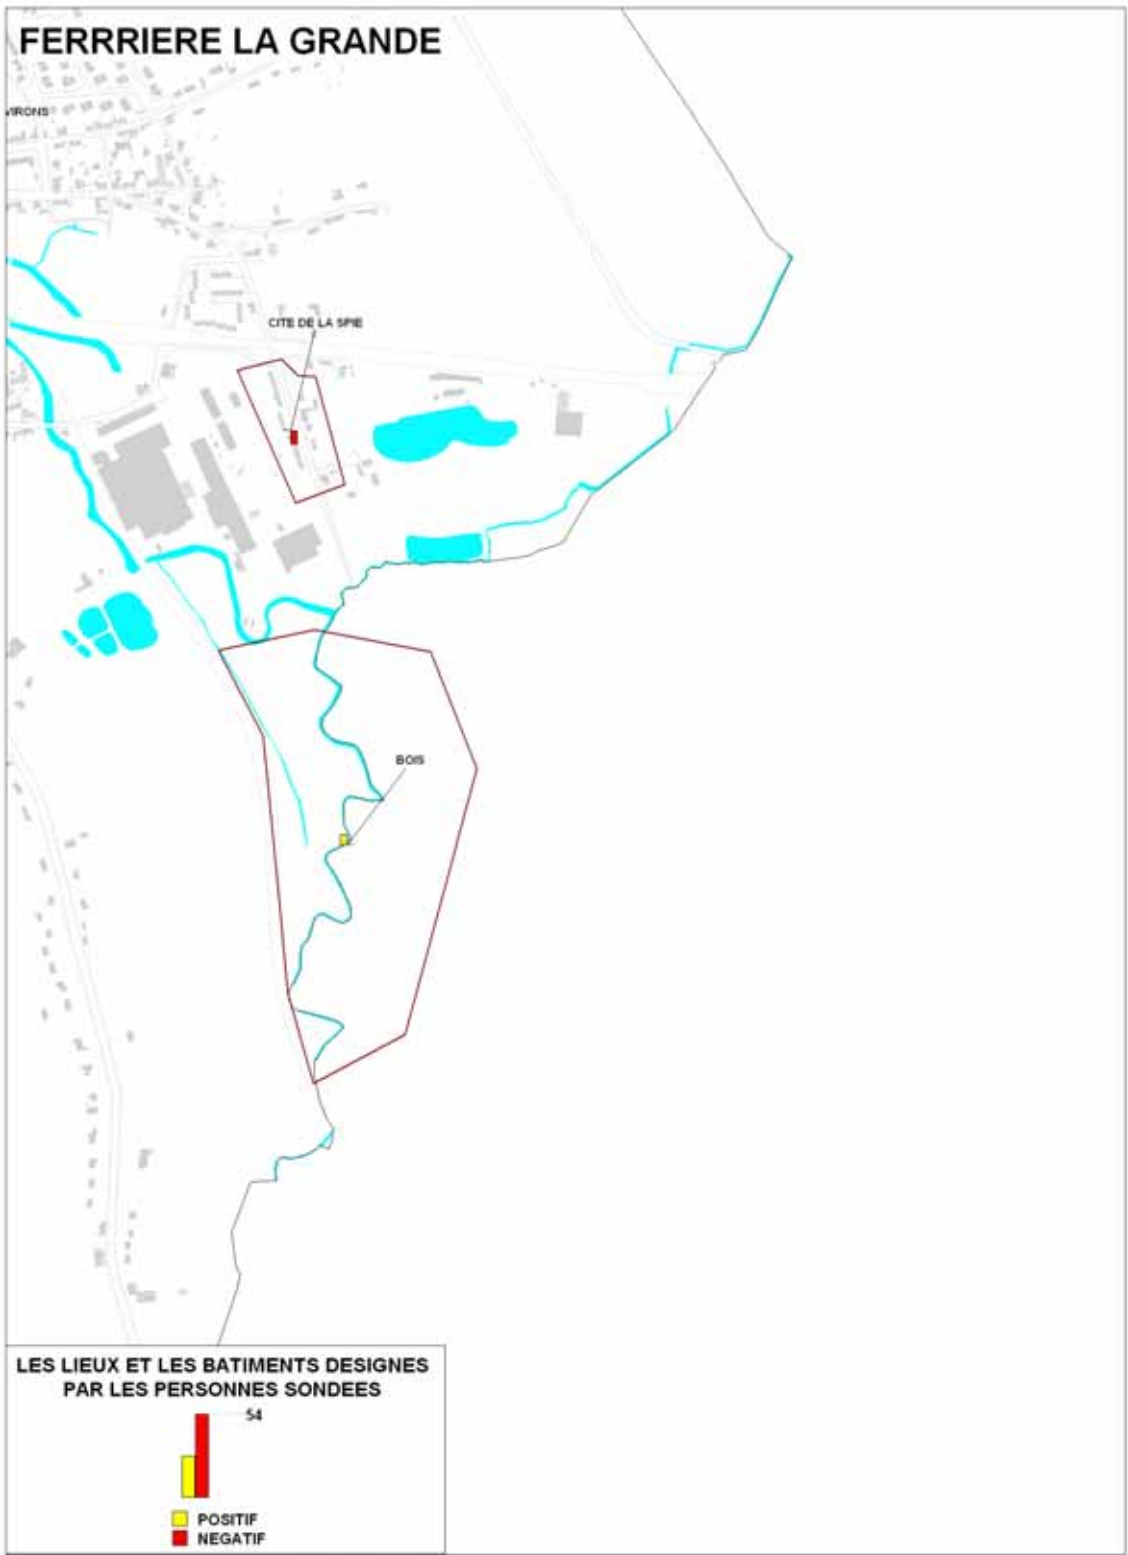 FERRRIERE LA GRANDE
VIRONS
CITE DE LA SPIE
BOIS
LES LIEUX ET LES BATIMENTS DESIGNES
PAR LES PERSONNES SONDEES
54
POSITIF
NEGATIF